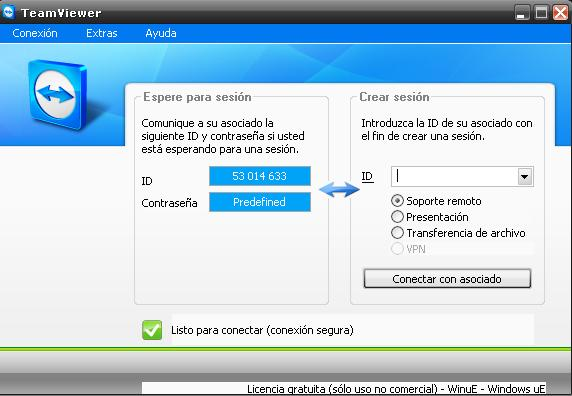 TeamViewer
Conexión Extras Ayuda
Espere para sesión
Comunique a su asociado la
siguiente ID y contraseña si usted
está esperando para una sesión.
ID 53 014 633
Contraseña Predefined
Crear sesión
Introduzca la ID de su asociado con
el fin de crear una sesión.
ID
Soporte remoto
Presentación
Transferencia de archivo
VPN
Conectar con asociado
Listo para conectar (conexión segura)
Licencia gratuita (sólo uso no comercial) - WinuE - Windows uE